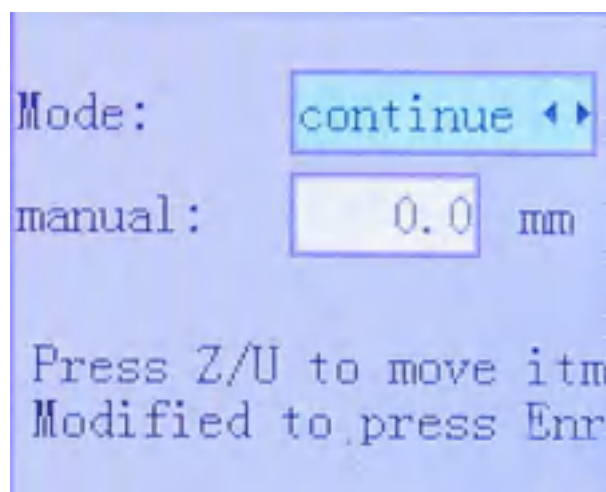 Mode: continue
manual: 0.0 mm
Press Z/U to move itm
Modified to press Enr